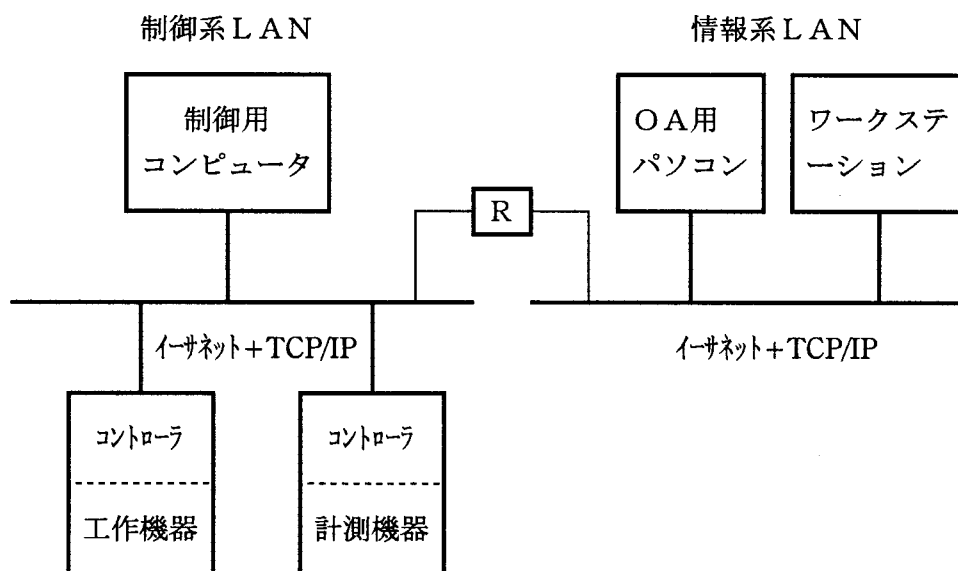 制御系LAN
情報系LAN
制御用
コンピュータ
OA用
パソコン
ワークステ
ーション
R
イーサネット+TCP/IP
イーサネット+TCP/IP
コントローラ
工作機器
コントローラ
計測機器